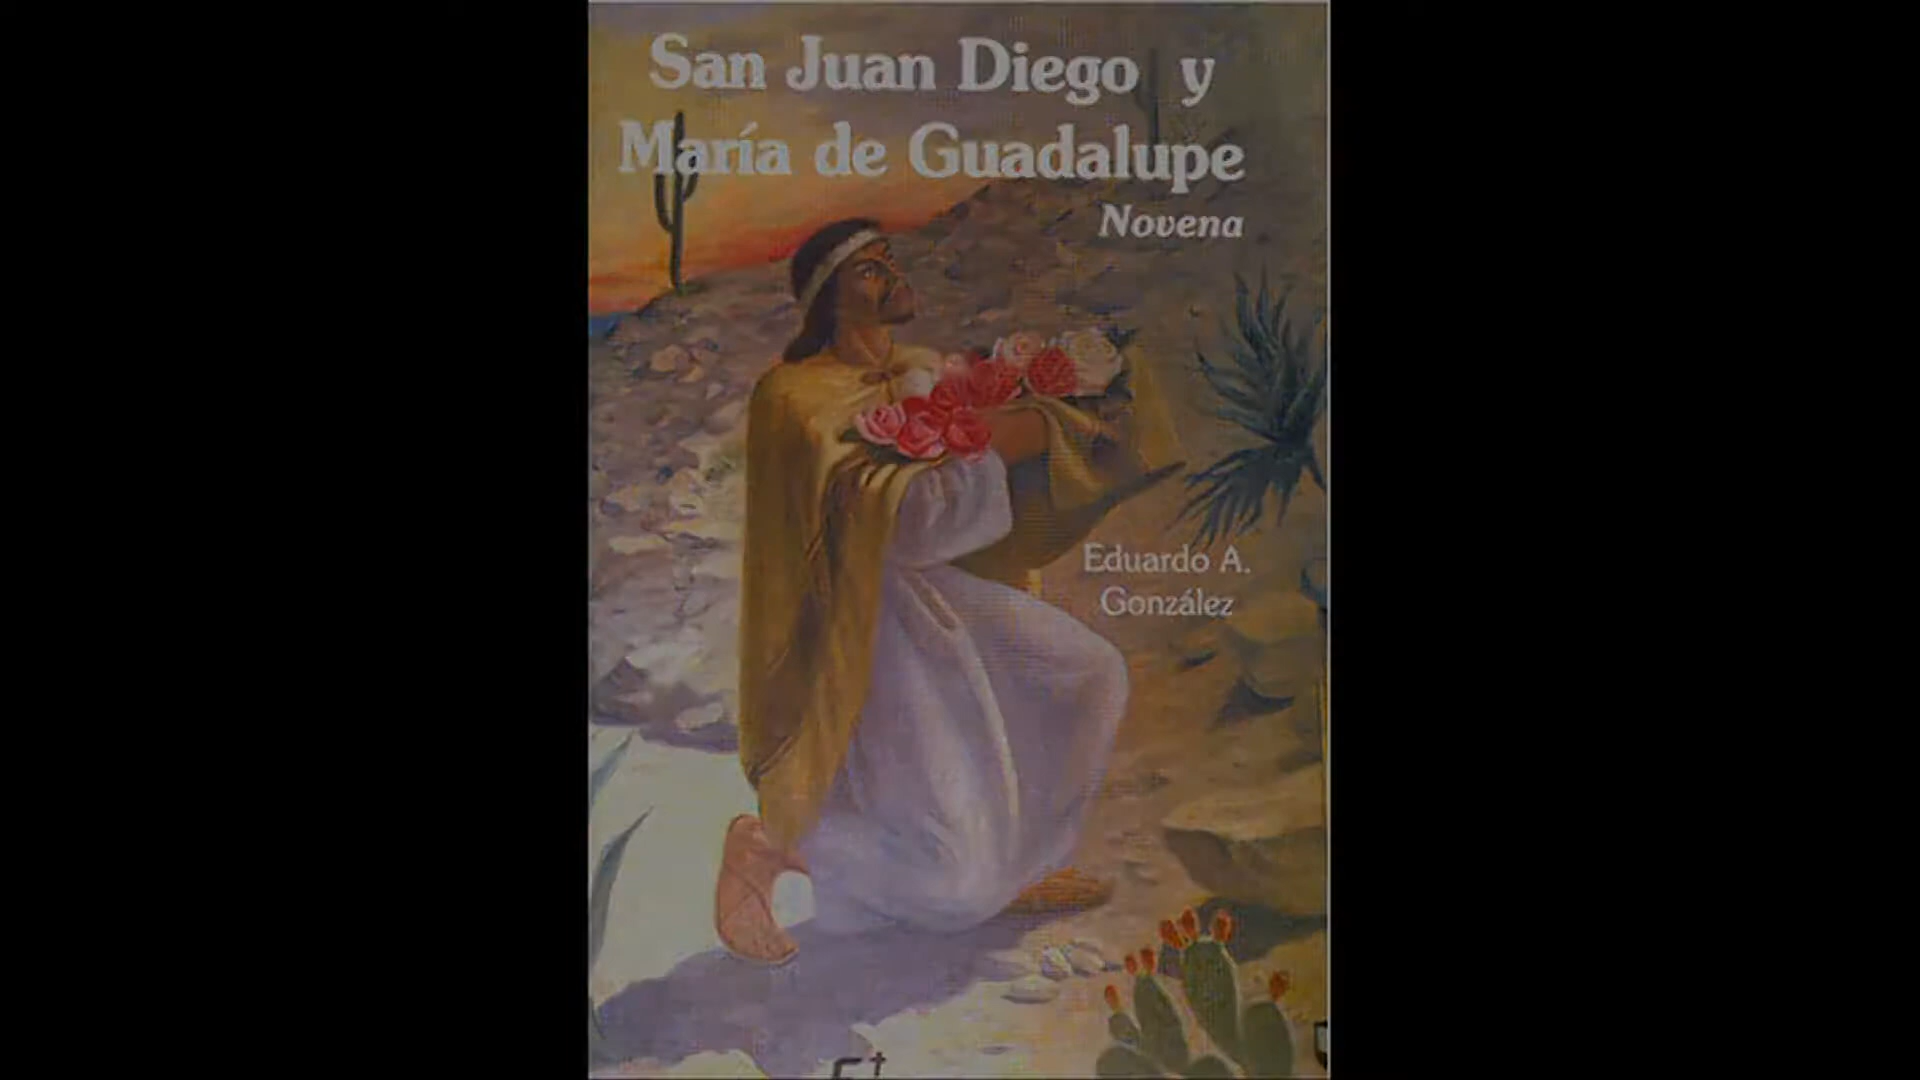 San Juan Diego y
María de Guadalupe
Novena
Eduardo A.
González